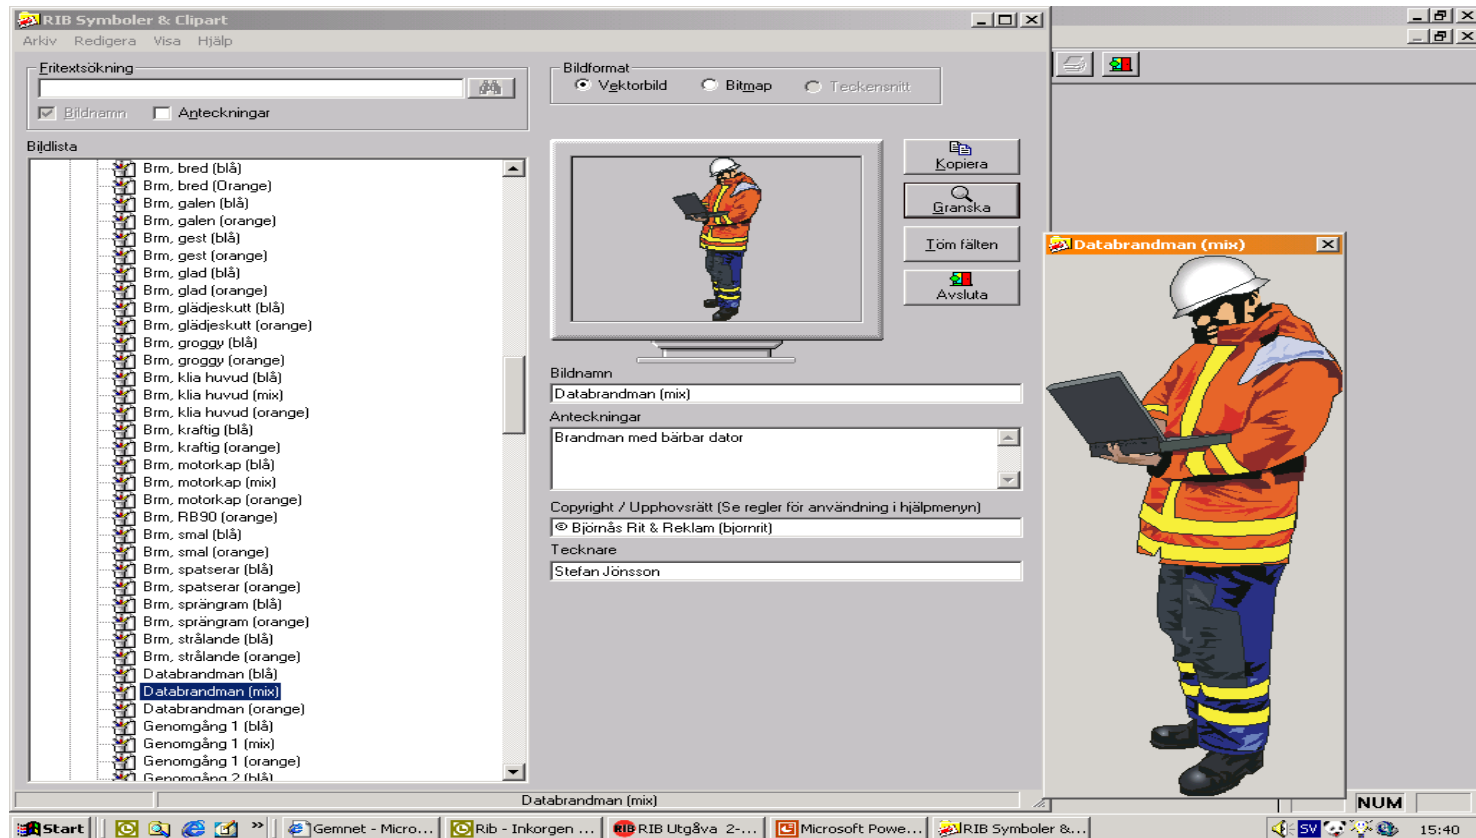 RIB Symboler & Clipart
Arkiv Redigera Visa Hjälp
Fritextsökning
Bildnamn Anteckningar
Bildlista
Brm, bred (blå)
Brm, bred (Orange)
Brm, galen (blå)
Brm, galen (orange)
Brm, gest (blå)
Brm, gest (orange)
Brm, glad (blå)
Brm, glad (orange)
Brm, glädjeskutt (blå)
Brm, glädjeskutt (orange)
Brm, groggy (blå)
Brm, groggy (orange)
Brm, klia huvud (blå)
Brm, klia huvud (mix)
Brm, klia huvud (orange)
Brm, kraftig (blå)
Brm, kraftig (orange)
Brm, motorkap (blå)
Brm, motorkap (mix)
Brm, motorkap (orange)
Brm, RB90 (orange)
Brm, smal (blå)
Brm, smal (orange)
Brm, spatserar (blå)
Brm, spatserar (orange)
Brm, språngram (blå)
Brm, språngram (orange)
Brm, strålande (blå)
Brm, strålande (orange)
Databrandman (blå)
Databrandman (mix)
Databrandman (orange)
Genomgång 1 (blå)
Genomgång 1 (mix)
Genomgång 1 (orange)
Genomgång 2 (blå)
Bildformat
Vektorbild Bitmap Teckensnitt
Kopiera
Granska
Töm fälten
Avsluta
Bildnamn
Databrandman (mix)
Anteckningar
Brandman med bärbar dator
Copyright / Upphovsrätt (Se regler för användning i hjälpmenyn)
© Björnås Rit & Reklam (bjornrit)
Tecknare
Stefan Jönsson
Databrandman (mix)
Databrandman (mix)
NUM
Start » Gemnet - Micro... Rib - Inkorgen ... RIB RIB Utgåva 2-... Microsoft Powe... RIB Symboler &... SV 15:40